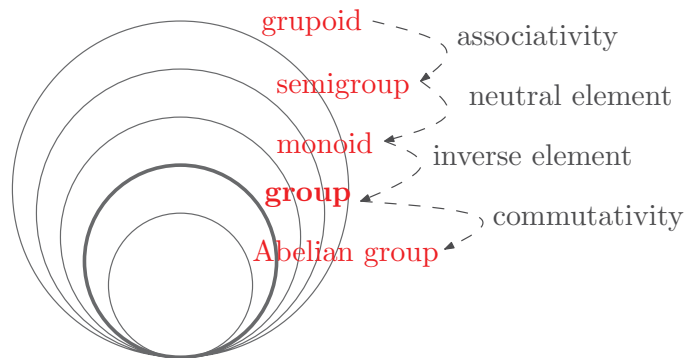 grupoid
associativity
semigroup
neutral element
monoid
inverse element
group
commutativity
Abelian group